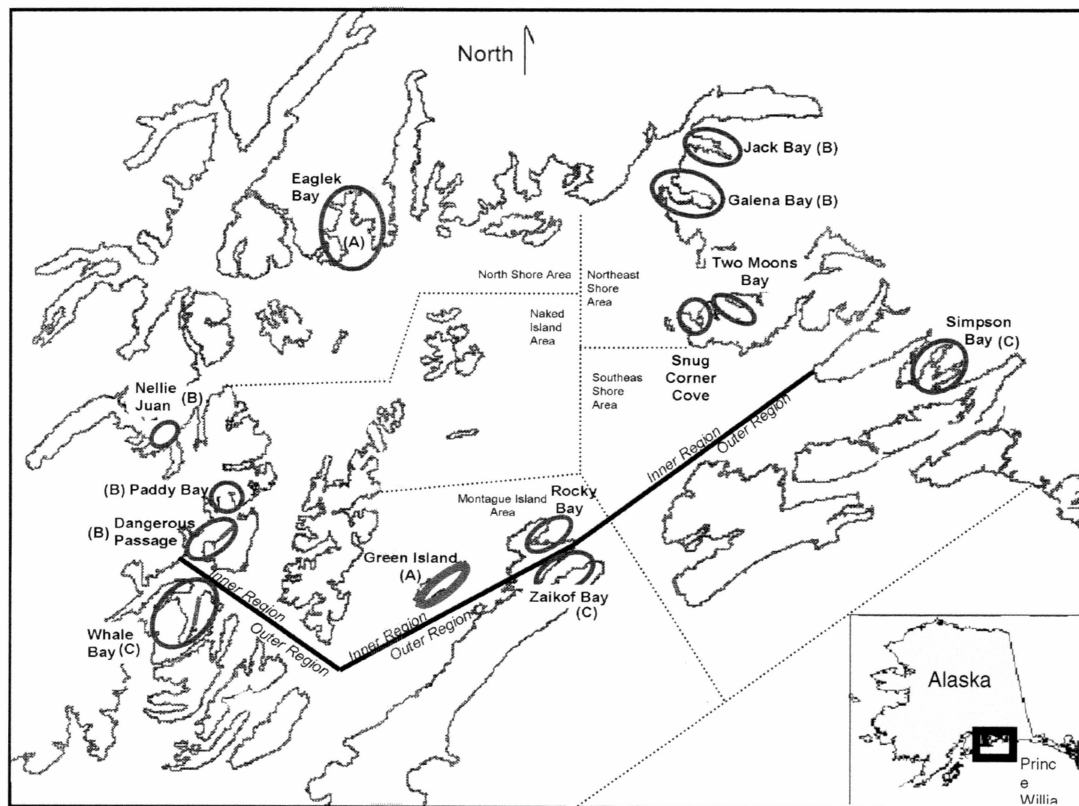 North
Jack Bay (B)
Eaglek
Bay
(A)
Galena Bay (B)
Two Moons
Bay
North Shore Area
Northeast
Shore
Area
Naked
Island
Area
Simpson
Bay (C)
Snug
Corner
Cove
Southeas
Shore
Area
Nellie
Juan
(B)
Inner Region
Outer Region
(B) Paddy Bay
Montague Island
Area
Rocky
Bay
(B) Dangerous
Passage
Green Island
(A)
Inner Region
Outer Region
Inner Region
Outer Region
Zaikof Bay
(C)
Whale
Bay (C)
Alaska
Princ
e
Willia